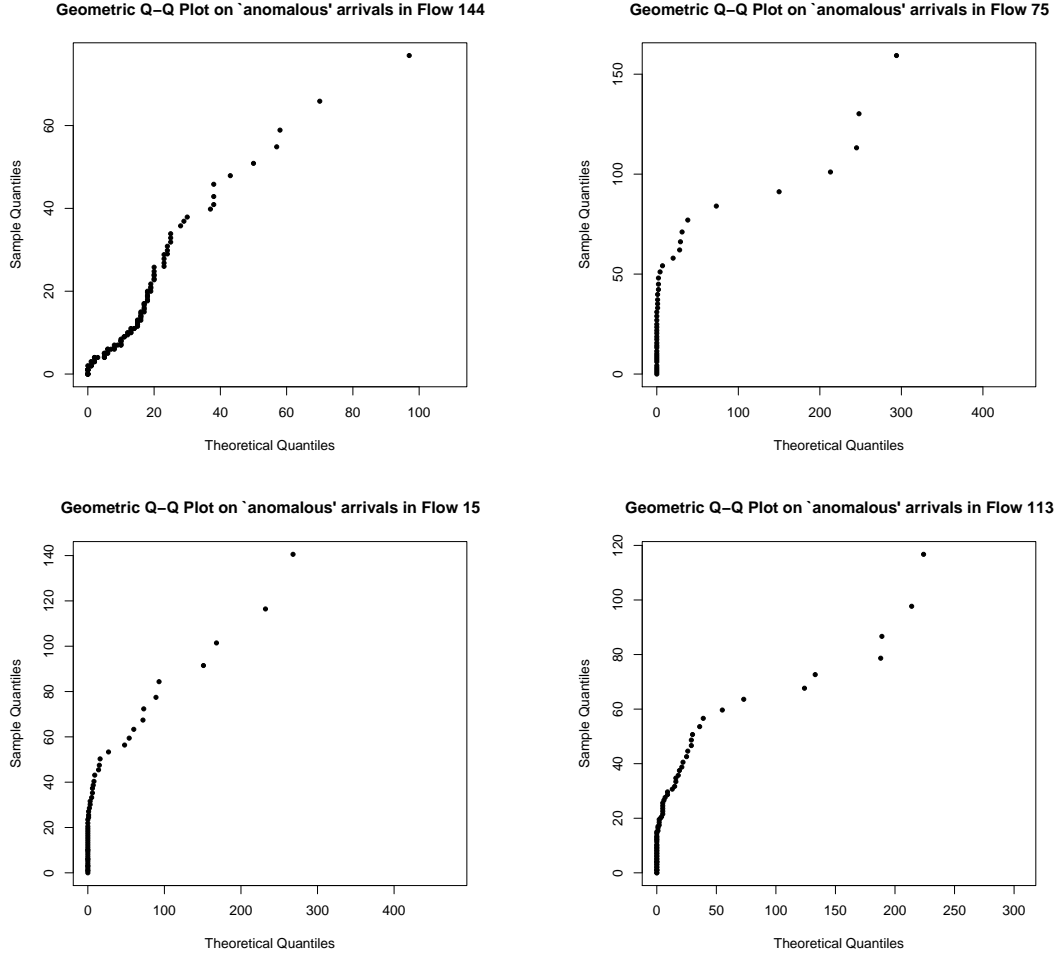 Geometric Q−Q Plot on `anomalous' arrivals in Flow 144
Sample Quantiles
0 20 40 60
0 20 40 60 80 100
Theoretical Quantiles
Geometric Q−Q Plot on `anomalous' arrivals in Flow 75
Sample Quantiles
0 50 100 150
0 100 200 300 400
Theoretical Quantiles
Geometric Q−Q Plot on `anomalous' arrivals in Flow 15
Sample Quantiles
0 20 40 60 80 100 120 140
0 100 200 300 400
Theoretical Quantiles
Geometric Q−Q Plot on `anomalous' arrivals in Flow 113
Sample Quantiles
0 20 40 60 80 100 120
0 50 100 150 200 250 300
Theoretical Quantiles